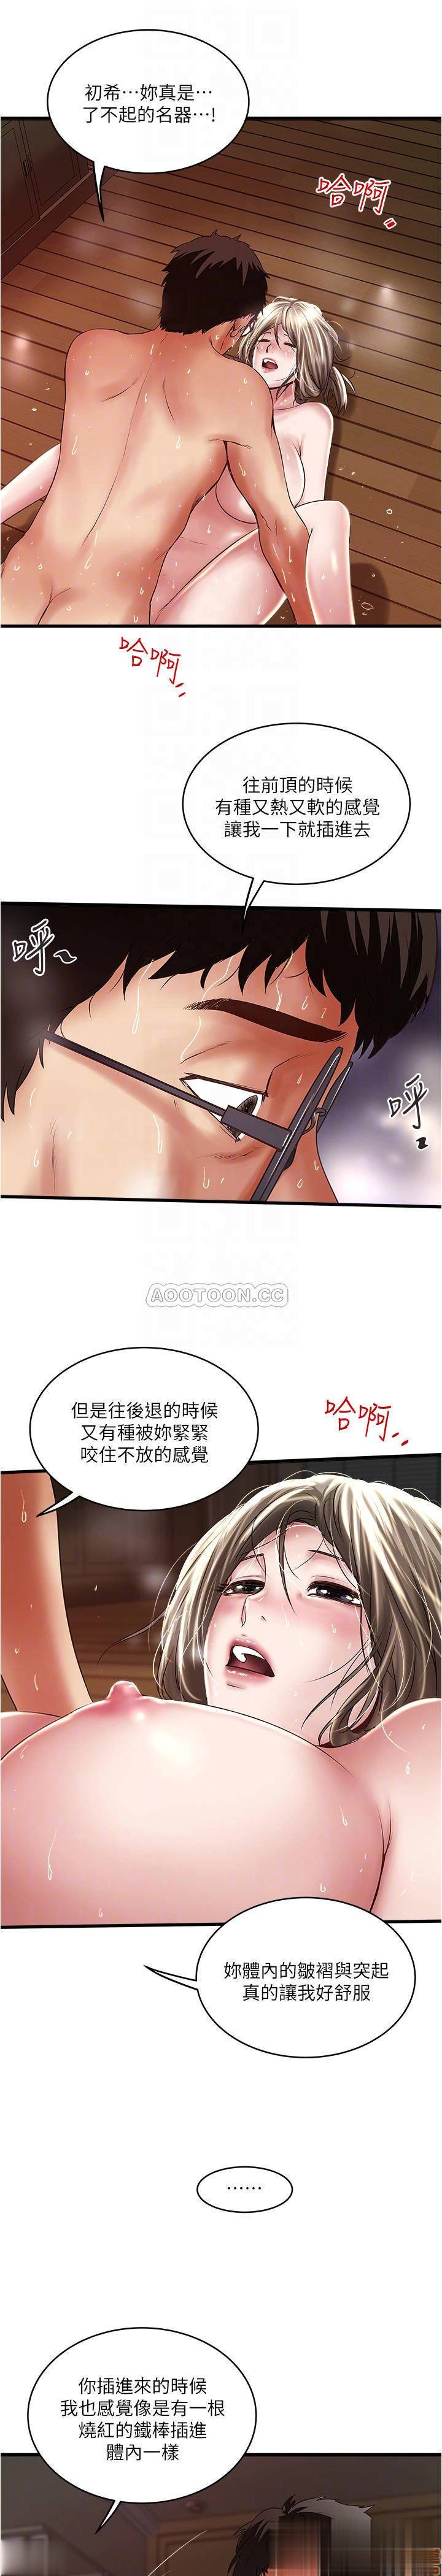 初希⋯妳真是⋯
了不起的名器⋯!
哈啊
哈啊
往前頂的時候
有種又熱又軟的感覺
讓我一下就插進去
呼~
呼~
AOOTOON.CC
但是往後退的時候
又有種被妳緊緊
咬住不放的感覺
哈啊
妳體內的皺褶與突起
真的讓我好舒服
⋯⋯
你插進來的時候
我也感覺像是有一根
燒紅的鐵棒插進
體內一樣